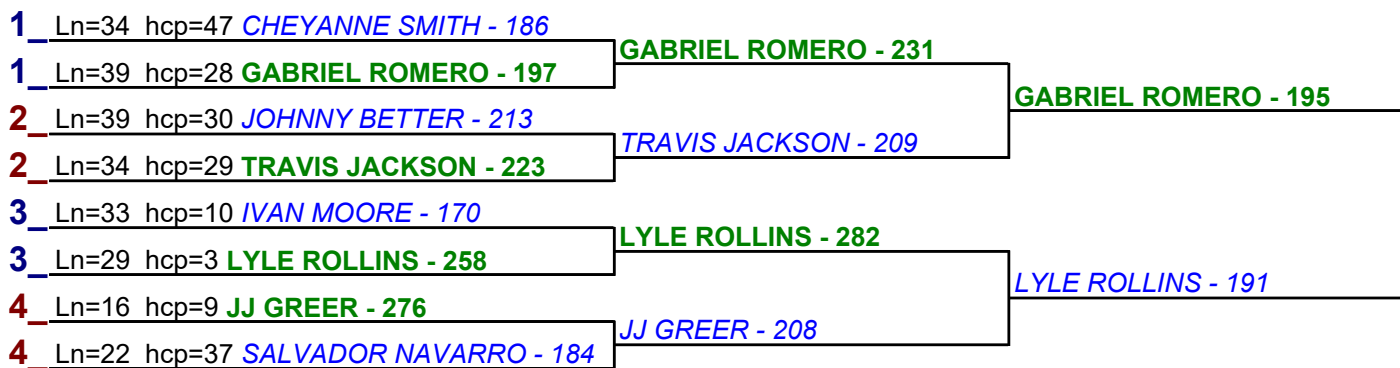 1_ Ln=34 hcp=47 CHEYANNE SMITH - 186
GABRIEL ROMERO - 231
1_ Ln=39 hcp=28 GABRIEL ROMERO - 197
GABRIEL ROMERO - 195
2_ Ln=39 hcp=30 JOHNNY BETTER - 213
TRAVIS JACKSON - 209
2_ Ln=34 hcp=29 TRAVIS JACKSON - 223
3_ Ln=33 hcp=10 IVAN MOORE - 170
LYLE ROLLINS - 282
3_ Ln=29 hcp=3 LYLE ROLLINS - 258
LYLE ROLLINS - 191
4_ Ln=16 hcp=9 JJ GREER - 276
JJ GREER - 208
4_ Ln=22 hcp=37 SALVADOR NAVARRO - 184